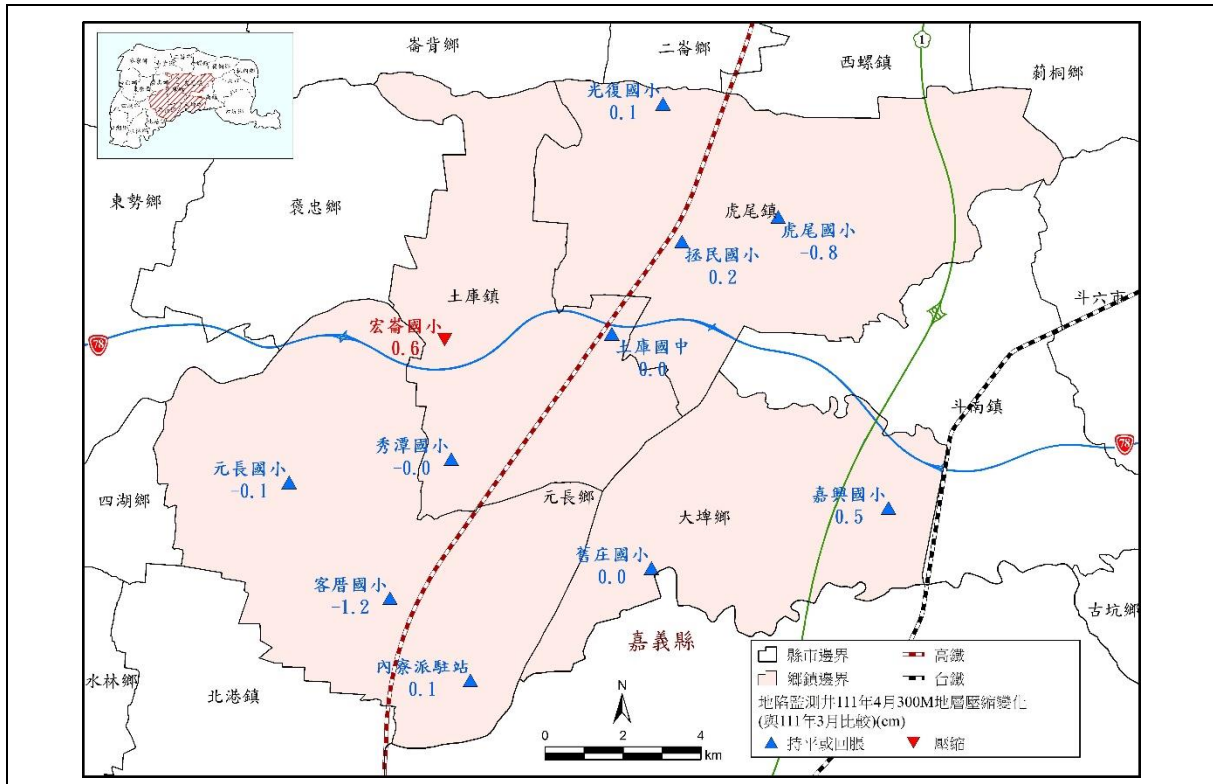 崙背鄉
二崙鄉
西螺鎮
1
莿桐鄉
光復國小
0.1
東勢鄉
褒忠鄉
虎尾鎮
虎尾國小
-0.8
拯民國小
0.2
土庫鎮
斗六市
宏崙國小
0.6
78
土庫國中
0.0
斗南鎮
78
秀潭國小
-0.0
元長國小
-0.1
四湖鄉
元長鄉
大埤鄉
嘉興國小
0.5
舊庄國小
0.0
客厝國小
-1.2
古坑鄉
嘉義縣
內寮派駐站
0.1
水林鄉
北港鎮
N
0 2 4
km
縣市邊界 高鐵
鄉鎮邊界 台鐵
地陷監測井111年4月300M地層壓縮變化
(與111年3月比較)(cm)
持平或回脹 壓縮